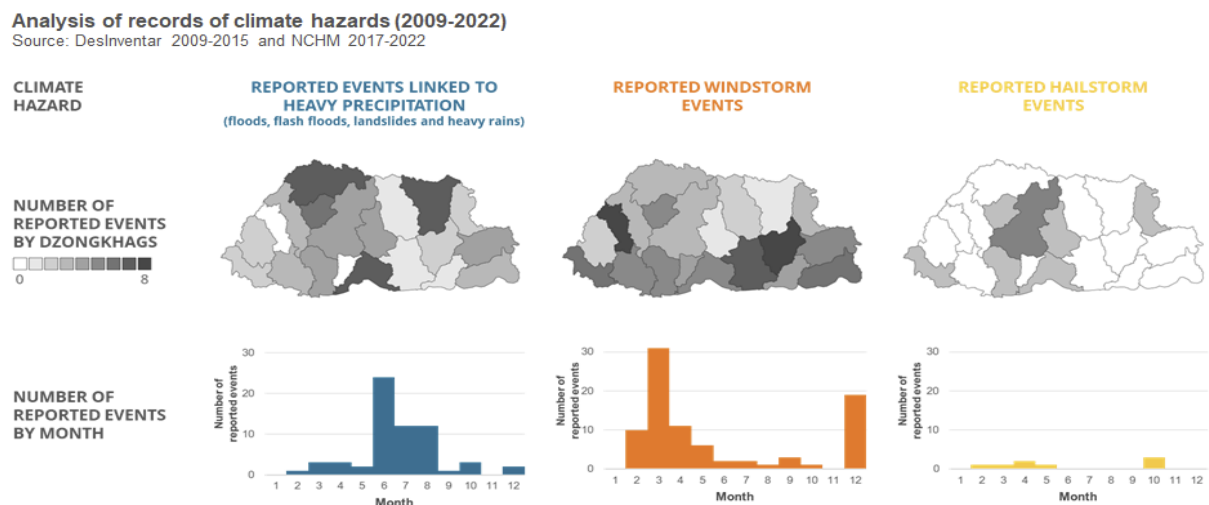 Analysis of records of climate hazards (2009-2022)
Source: DesInventar 2009-2015 and NCHM 2017-2022
CLIMATE
HAZARD
REPORTED EVENTS LINKED TO
HEAVY PRECIPITATION
(floods, flash floods, landslides and heavy rains)
REPORTED WINDSTORM
EVENTS
REPORTED HAILSTORM
EVENTS
NUMBER OF
REPORTED EVENTS
BY DZONGKHAGS
0 8
NUMBER OF
REPORTED EVENTS
BY MONTH
Number of
reported events
30
20
10
0
1 2 3 4 5 6 7 8 9 10 11 12
Month
Number of
reported events
30
20
10
0
1 2 3 4 5 6 7 8 9 10 11 12
Month
Number of
reported events
30
20
10
0
1 2 3 4 5 6 7 8 9 10 11 12
Month